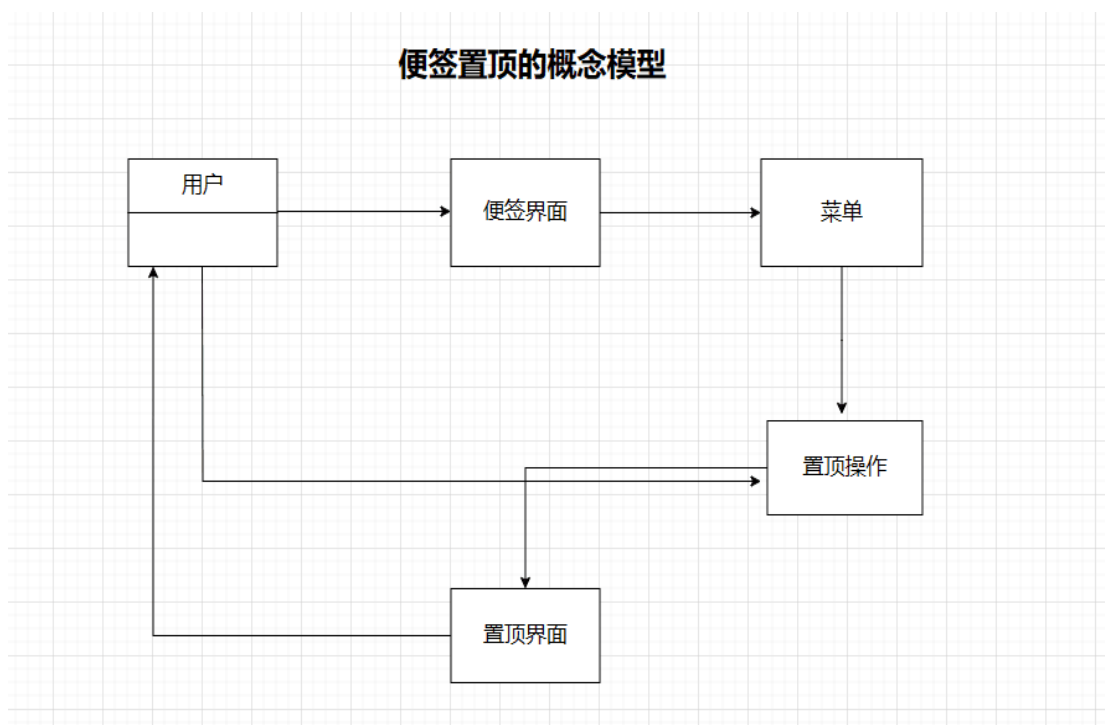 便签置顶的概念模型
用户
便签界面
菜单
置顶操作
置顶界面